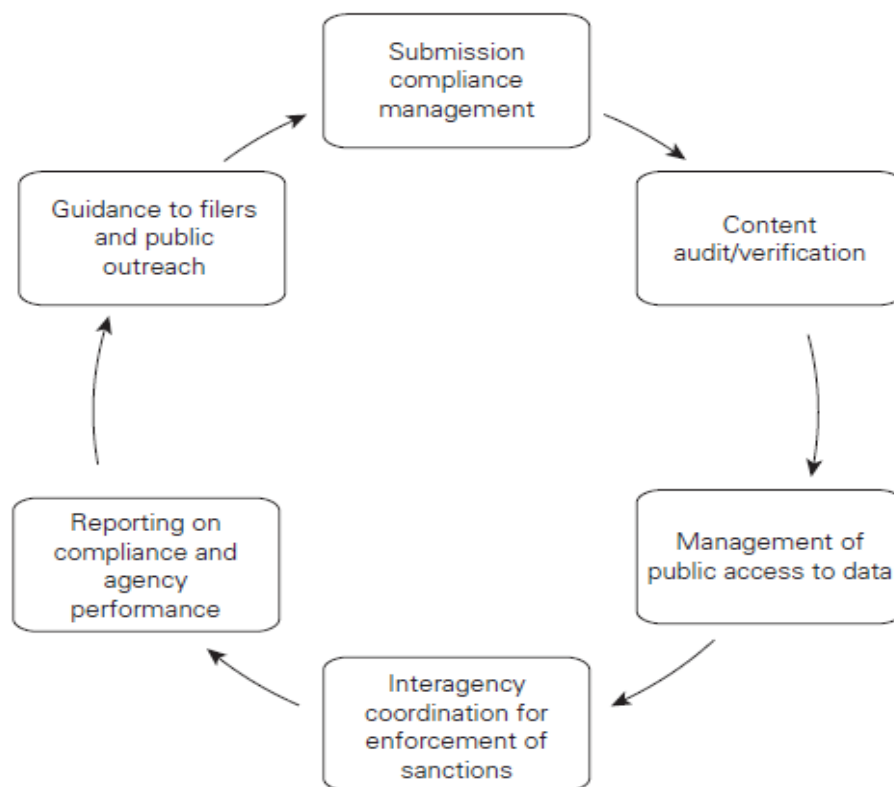 Submission
compliance
management
Guidance to filers
and public
outreach
Content
audit/verification
Reporting on
compliance and
agency
performance
Management of
public access to data
Interagency
coordination for
enforcement of
sanctions